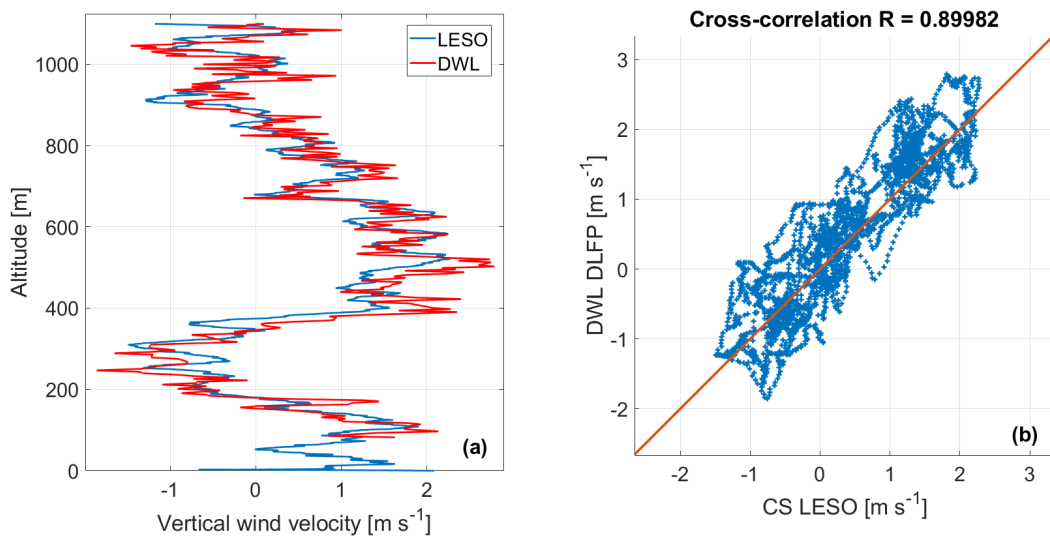 LESO
DWL
1000
800
600
400
200
0
-1
0
1
2
Altitude [m]
Vertical wind velocity [m s⁻¹]
(a)
Cross-correlation R = 0.89982
3
2
1
0
-1
-2
-2
-1
0
1
2
3
DWL DLFP [m s⁻¹]
CS LESO [m s⁻¹]
(b)